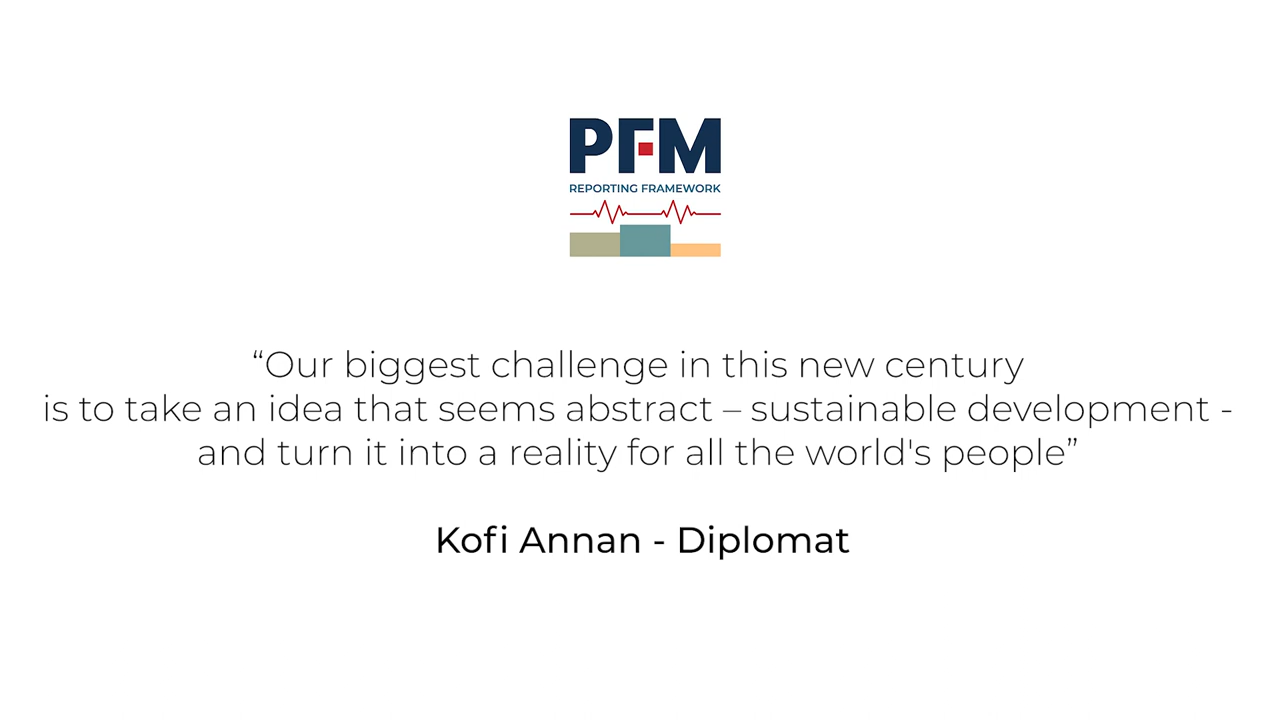 PFM
REPORTING FRAMEWORK
“Our biggest challenge in this new century
is to take an idea that seems abstract – sustainable development -
and turn it into a reality for all the world's people”
Kofi Annan - Diplomat